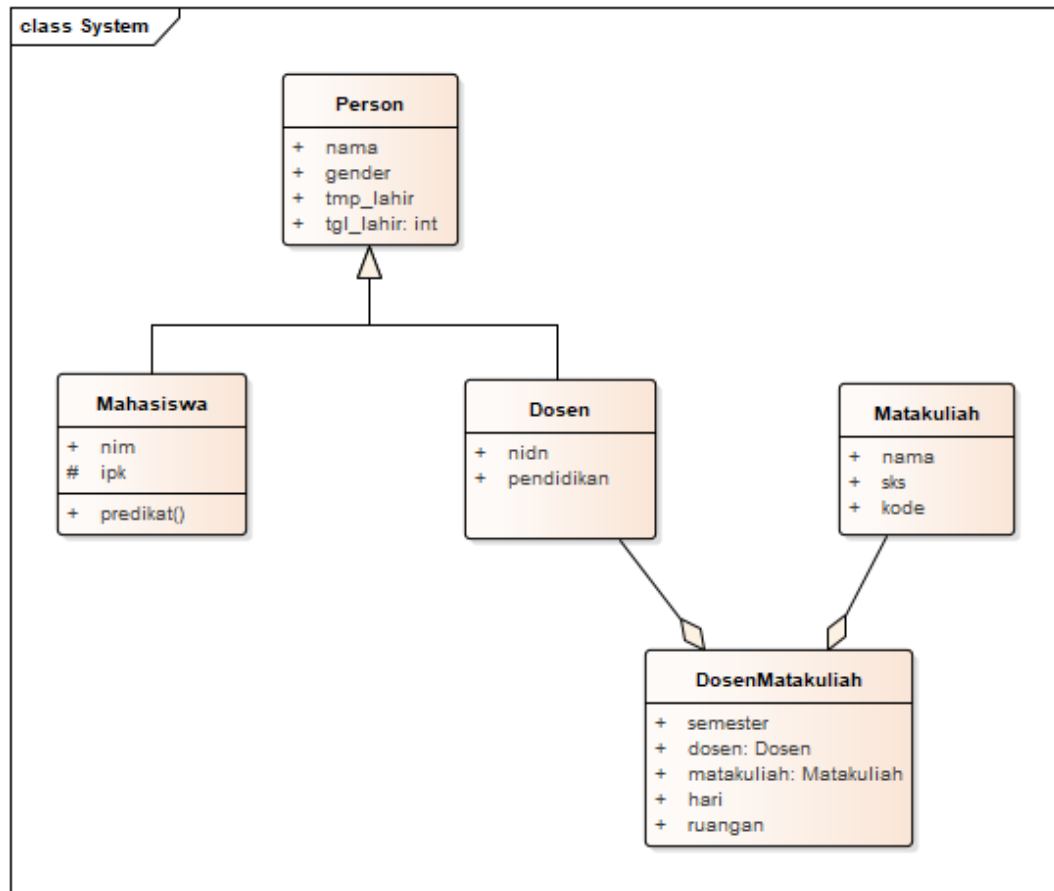 class System
Person
+ nama
+ gender
+ tmp_lahir
+ tgl_lahir: int
Mahasiswa
+ nim
# ipk
+ predikat()
Dosen
+ nidn
+ pendidikan
Matakuliah
+ nama
+ sks
+ kode
DosenMatakuliah
+ semester
+ dosen: Dosen
+ matakuliah: Matakuliah
+ hari
+ ruangan